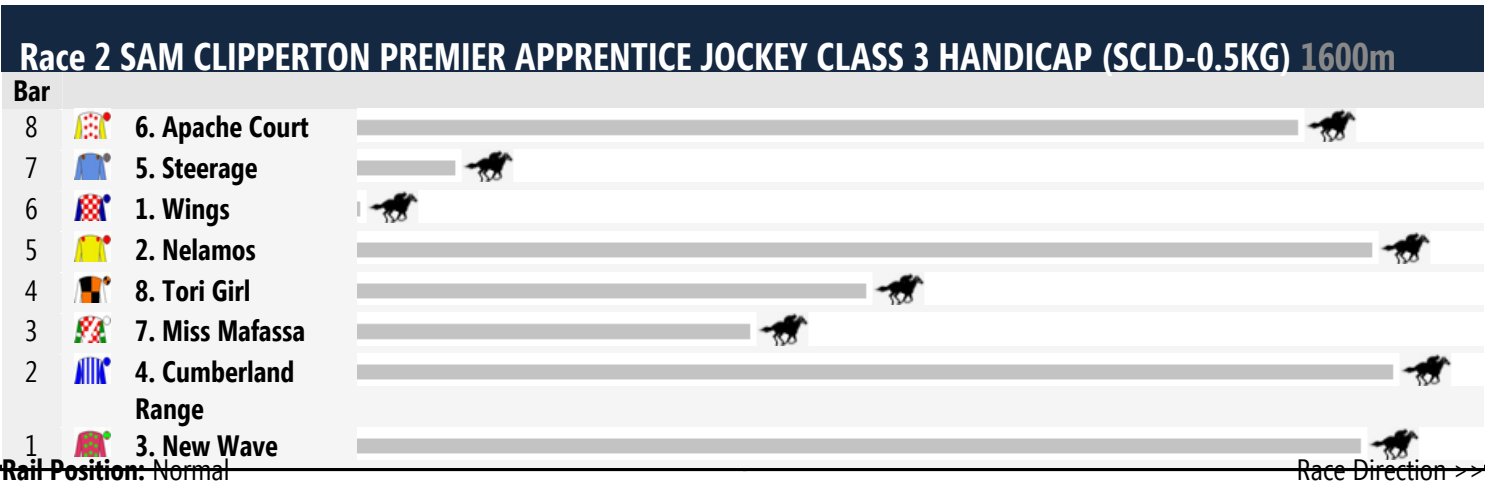 Race 2 SAM CLIPPERTON PREMIER APPRENTICE JOCKEY CLASS 3 HANDICAP (SCLD-0.5KG) 1600m
Bar
8 6. Apache Court
7 5. Steerage
6 1. Wings
5 2. Nelamos
4 8. Tori Girl
3 7. Miss Mafassa
2 4. Cumberland
Range
1 3. New Wave
Rail Position: Normal Race Direction >>